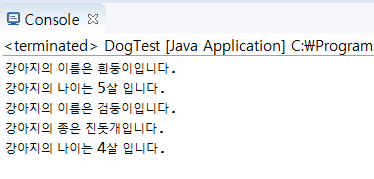 Console
<terminated> DogTest [Java Application] C:₩Program
강아지의 이름은 흰둥이입니다.
강아지의 나이는 5살 입니다.
강아지의 이름은 검둥이입니다.
강아지의 종은 진돗개입니다.
강아지의 나이는 4살 입니다.